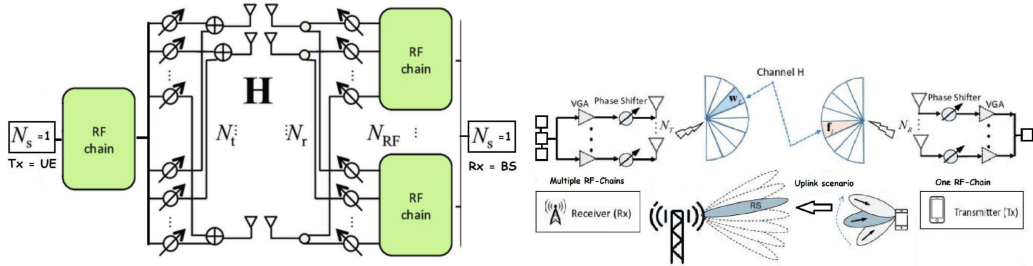 RF
chain
N_s =1
Tx = UE
RF
chain
H
N_t
N_r
N_RF
RF
chain
N_s =1
Rx = BS
Channel H
VGA
Phase Shifter
N_T
w_i
f_j
N_R
Phase Shifter
VGA
Multiple RF-Chains
Receiver (Rx)
RS
Uplink scenario
One RF-Chain
Transmitter (Tx)